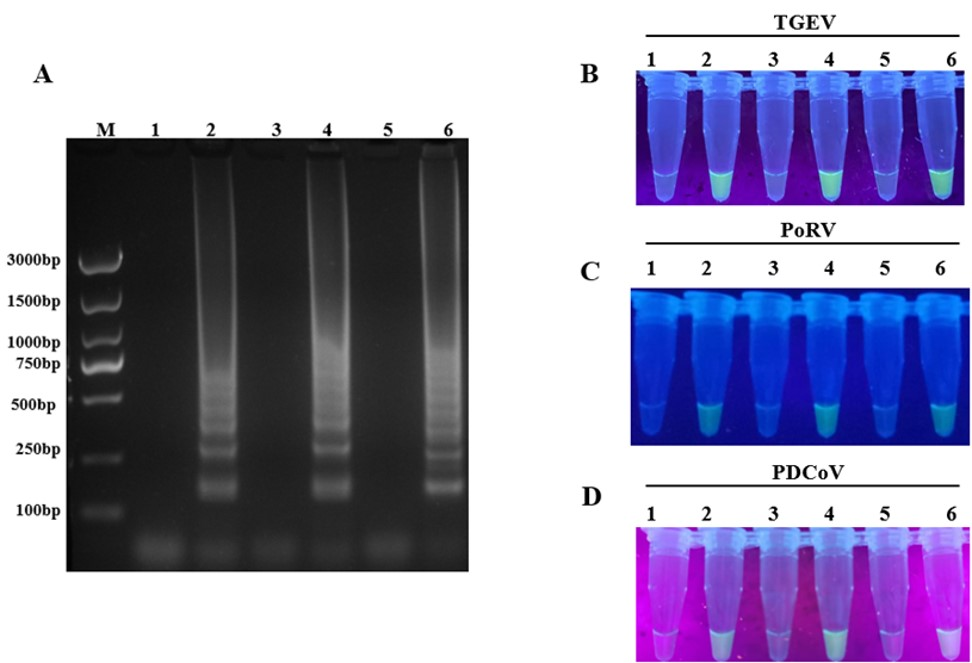 A
M 1 2 3 4 5 6
3000bp
1500bp
1000bp
750bp
500bp
250bp
100bp
TGEV
B
1 2 3 4 5 6
PoRV
C
1 2 3 4 5 6
PDCoV
D
1 2 3 4 5 6